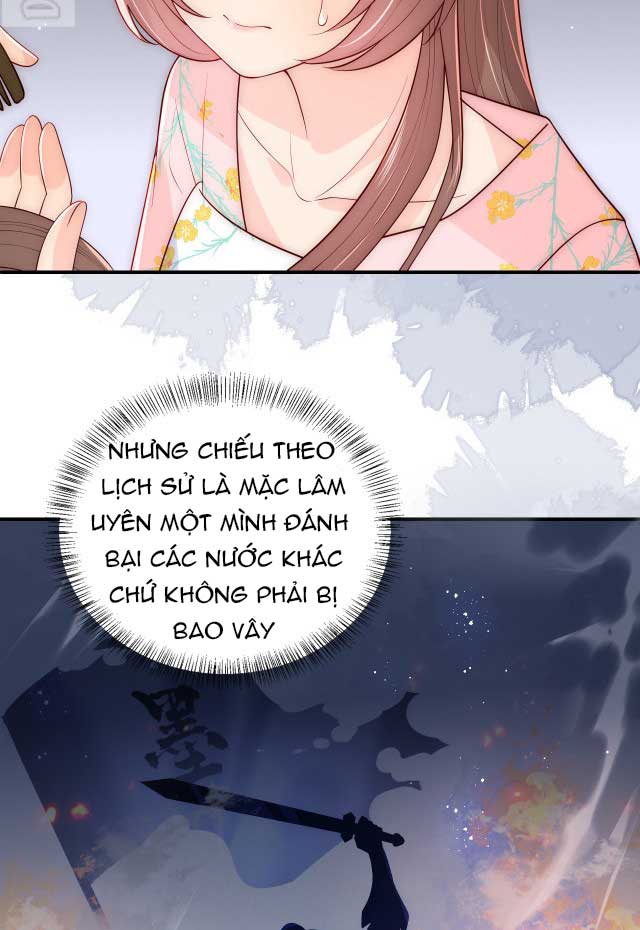 D
NHƯNG CHIẾU THEO
LỊCH SỬ LÀ MẶC LÂM
UYÊN MỘT MÌNH ĐÁNH
BẠI CÁC NƯỚC KHÁC
CHỨ KHÔNG PHẢI BỊ
BAO VÂY
墨